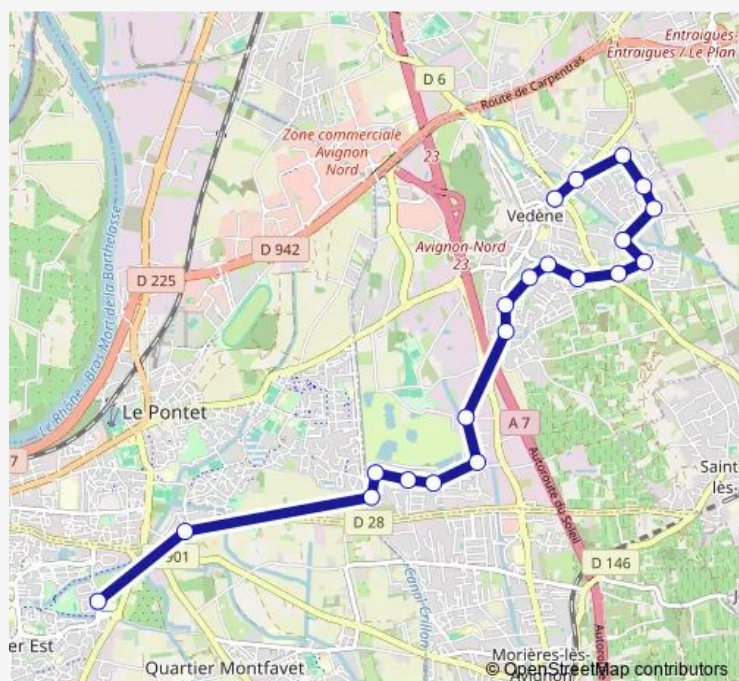 Entraigues-
Entraigues / Le Plan
D 6
Route de Carpentras
Zone commerciale
Avignon
Nord
23
Vedène
Avignon-Nord
23
D 942
D 225
Le Rhône - Bras Mort de la Barthelasse
Le Pontet
A 7
7
Autoroute du Soleil
Saint
lès-
D 28
901
D 146
Canal Crillon
J
er Est
Quartier Montfavet
Morières-lès-
Avignon
Autorou
© OpenStreetMap contributors